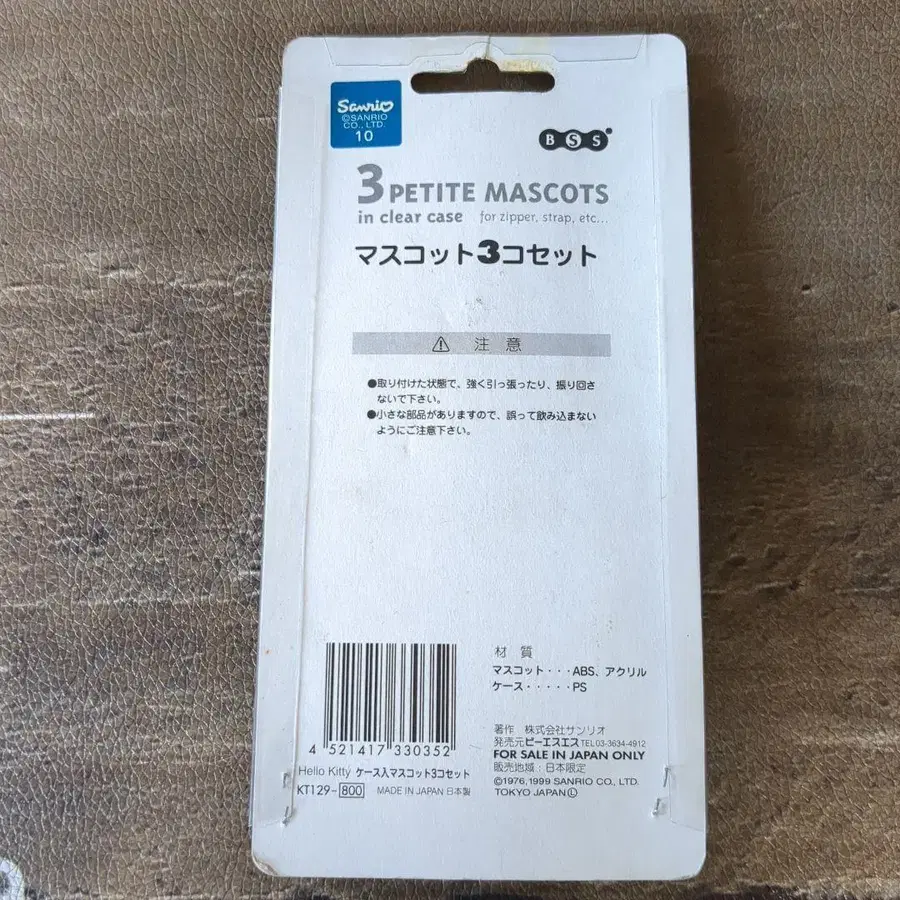 Sanrio
©SANRIO
CO., LTD.
10
BSS
3 PETITE MASCOTS
in clear case for zipper, strap, etc...
マスコット3コセット
⚠ 注 意
●取り付けた状態で、強く引っ張ったり、振り回さ
ないで下さい。
●小さな部品がありますので、誤って飲み込まない
ようにご注意下さい。
材 質
マスコット・・・ABS、アクリル
ケース・・・・・PS
4 521417 330352
Hello Kitty ケース入マスコット3コセット
KT129-800 MADE IN JAPAN 日本製
著作 株式会社サンリオ
発売元ビーエスエス TEL03-3634-4912
FOR SALE IN JAPAN ONLY
販売地域：日本限定
©1976,1999 SANRIO CO., LTD.
TOKYO JAPAN Ⓛ